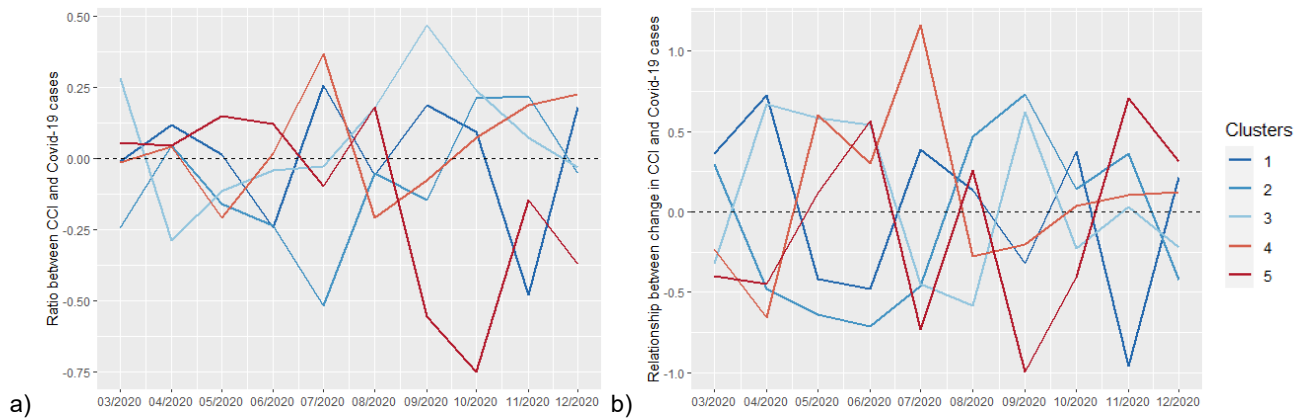 Ratio between CCI and Covid-19 cases
0.50
0.25
0.00
-0.25
-0.50
-0.75
03/2020 04/2020 05/2020 06/2020 07/2020 08/2020 09/2020 10/2020 11/2020 12/2020
a)
Relationship between change in CCI and Covid-19 cases
1.0
0.5
0.0
-0.5
-1.0
03/2020 04/2020 05/2020 06/2020 07/2020 08/2020 09/2020 10/2020 11/2020 12/2020
b)
Clusters
1
2
3
4
5